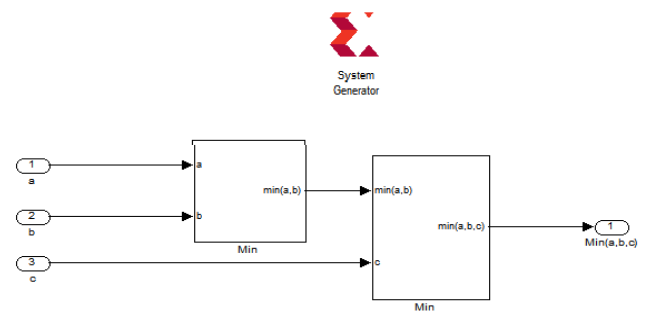 System
Generator
1
a
a
min(a,b)
min(a,b)
2
b
b
min(a,b,c)
1
Min(a,b,c)
Min
3
c
c
Min